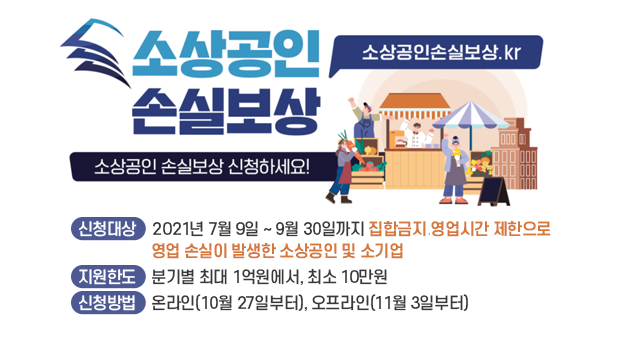 소상공인
손실보상
소상공인손실보상.kr
소상공인 손실보상 신청하세요!
신청대상 2021년 7월 9일 ~ 9월 30일까지 집합금지.영업시간 제한으로
영업 손실이 발생한 소상공인 및 소기업
지원한도 분기별 최대 1억원에서, 최소 10만원
신청방법 온라인(10월 27일부터), 오프라인(11월 3일부터)